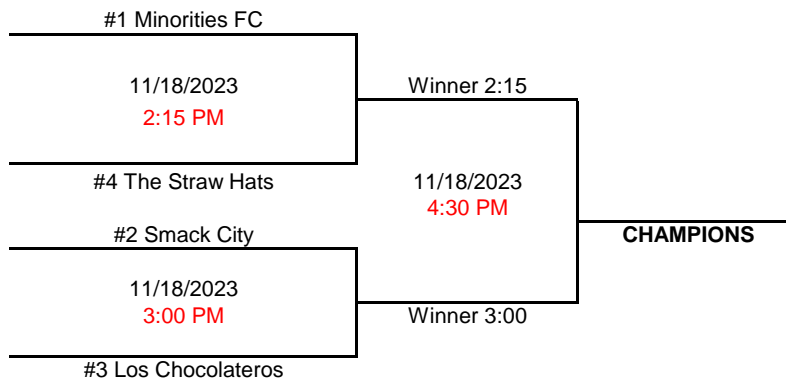 #1 Minorities FC
11/18/2023
2:15 PM
#4 The Straw Hats
Winner 2:15
11/18/2023
4:30 PM
CHAMPIONS
#2 Smack City
11/18/2023
3:00 PM
#3 Los Chocolateros
Winner 3:00